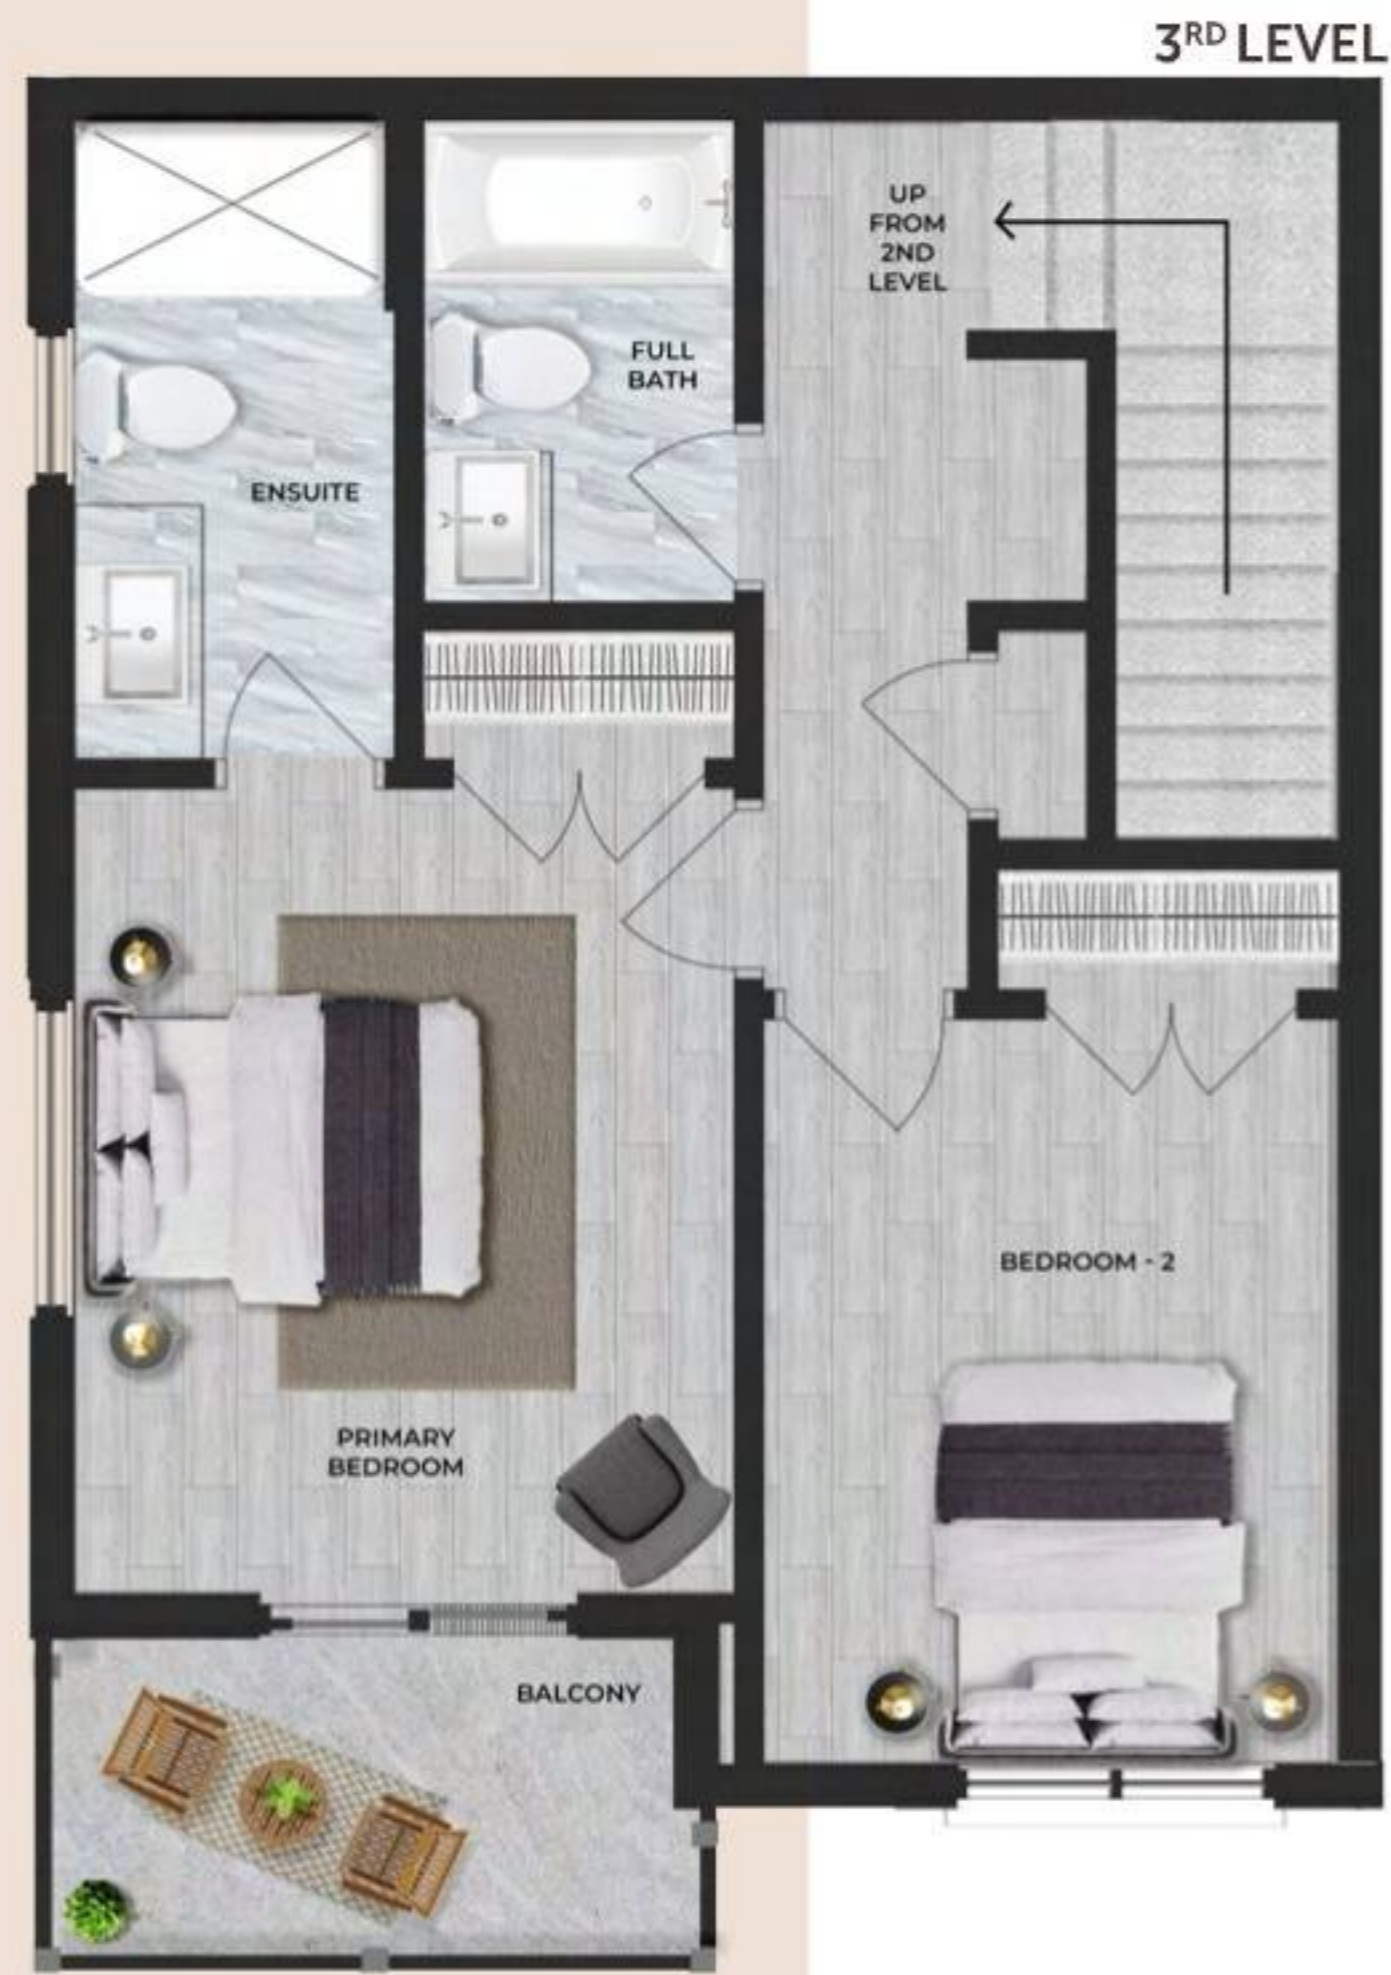 3RD LEVEL
UP
FROM
2ND
LEVEL
FULL
BATH
ENSUITE
BEDROOM - 2
PRIMARY
BEDROOM
BALCONY